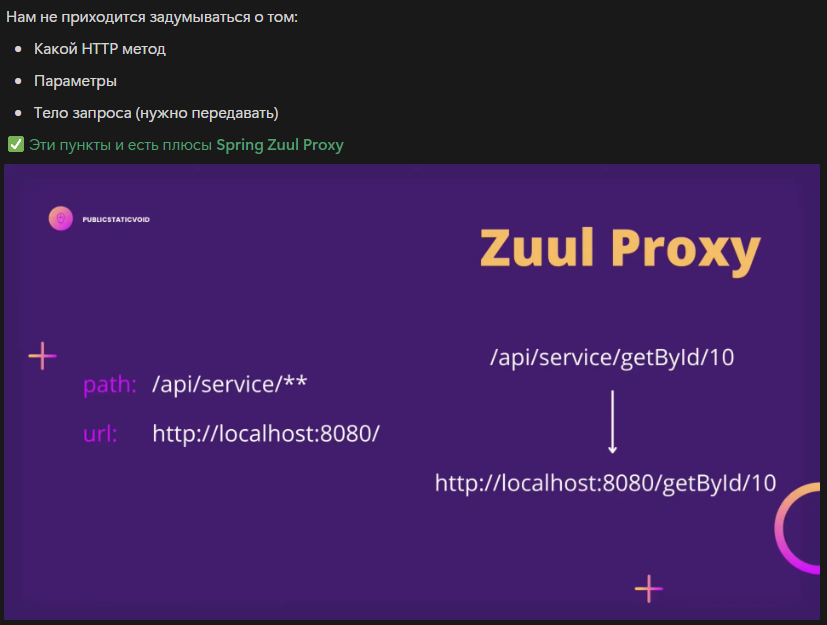 Нам не приходится задумываться о том:
Какой HTTP метод
Параметры
Тело запроса (нужно передавать)
Эти пункты и есть плюсы Spring Zuul Proxy
PUBLICSTATICVOID
Zuul Proxy
/api/service/getById/10
path: /api/service/**
url: http://localhost:8080/
http://localhost:8080/getById/10